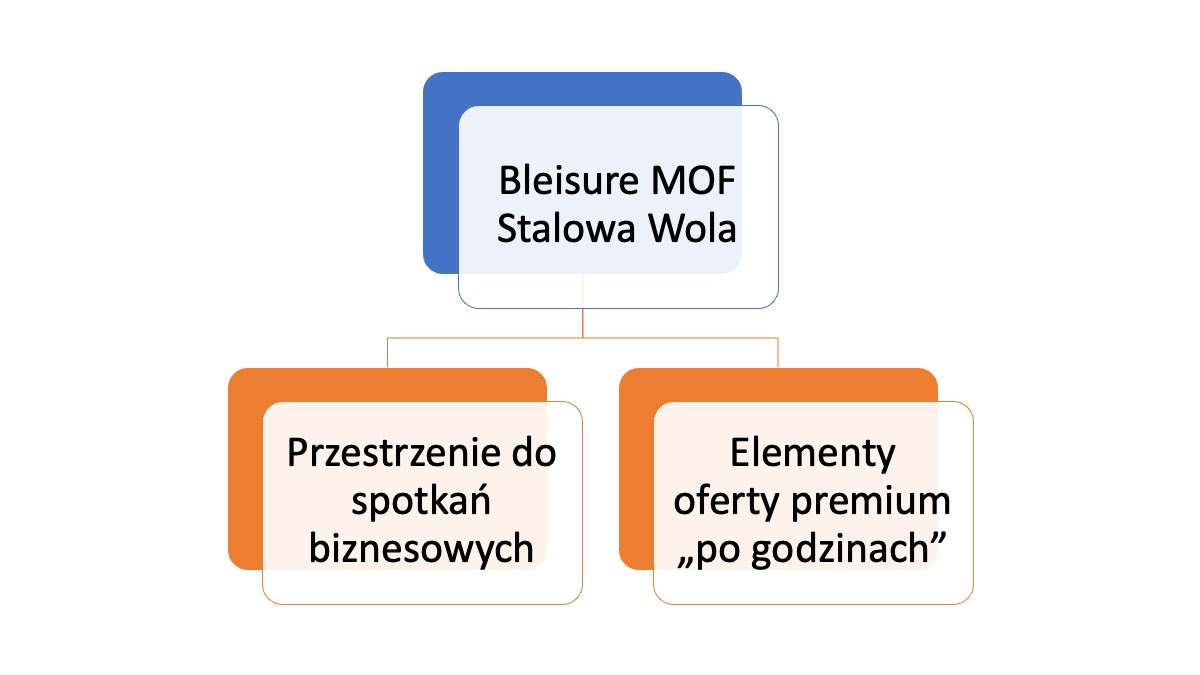 Bleisure MOF
Stalowa Wola
Przestrzenie do
spotkań
biznesowych
Elementy
oferty premium
„po godzinach”